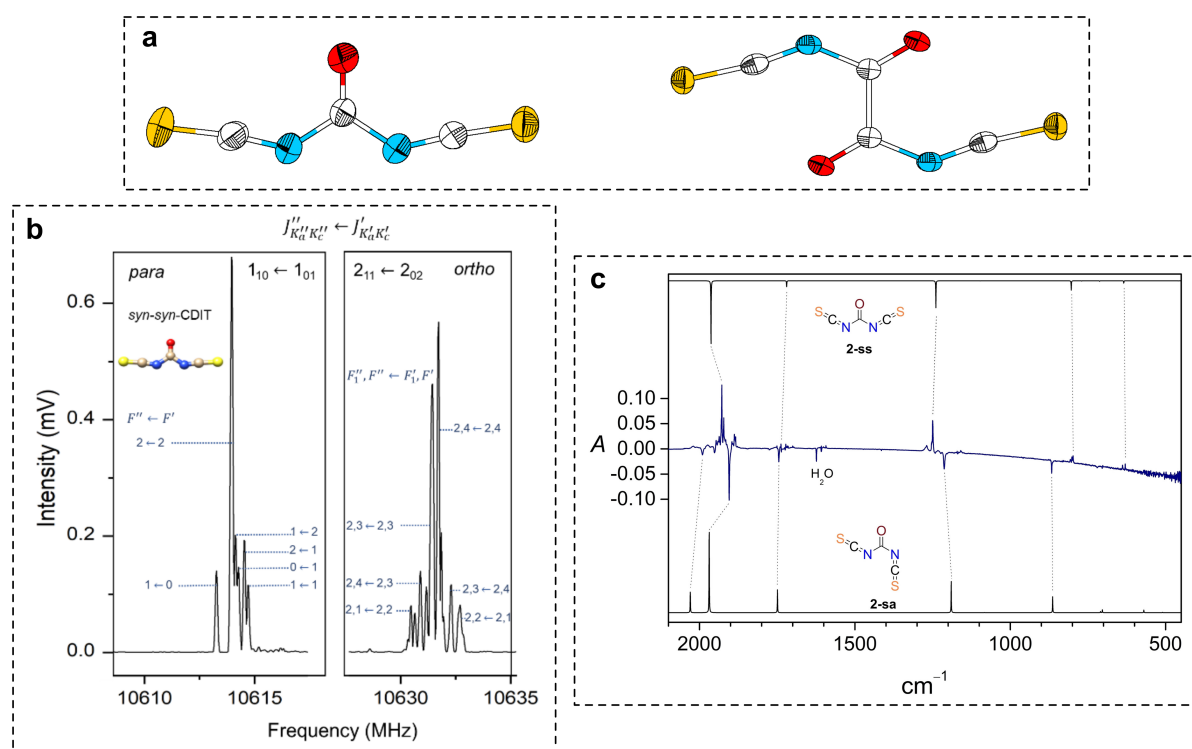 a
b
J''K''aK''c ← J'K'aK'c
para
1₁₀ ← 1₀₁
2₁₁ ← 2₀₂
ortho
syn-syn-CDIT
F'' ← F'
2 ← 2
1 ← 2
2 ← 1
0 ← 1
1 ← 0
1 ← 1
F₁'', F'' ← F₁', F'
2,4 ← 2,4
2,3 ← 2,3
2,4 ← 2,3
2,3 ← 2,4
2,1 ← 2,2
2,2 ← 2,1
0.6
0.4
0.2
0.0
Intensity (mV)
10610
10615
10630
10635
Frequency (MHz)
c
O
S
C
N
N
C
S
2-ss
0.10
0.05
A
0.00
-0.05
-0.10
H₂O
S
O
C
N
N
C
S
2-sa
2000
1500
1000
500
cm⁻¹